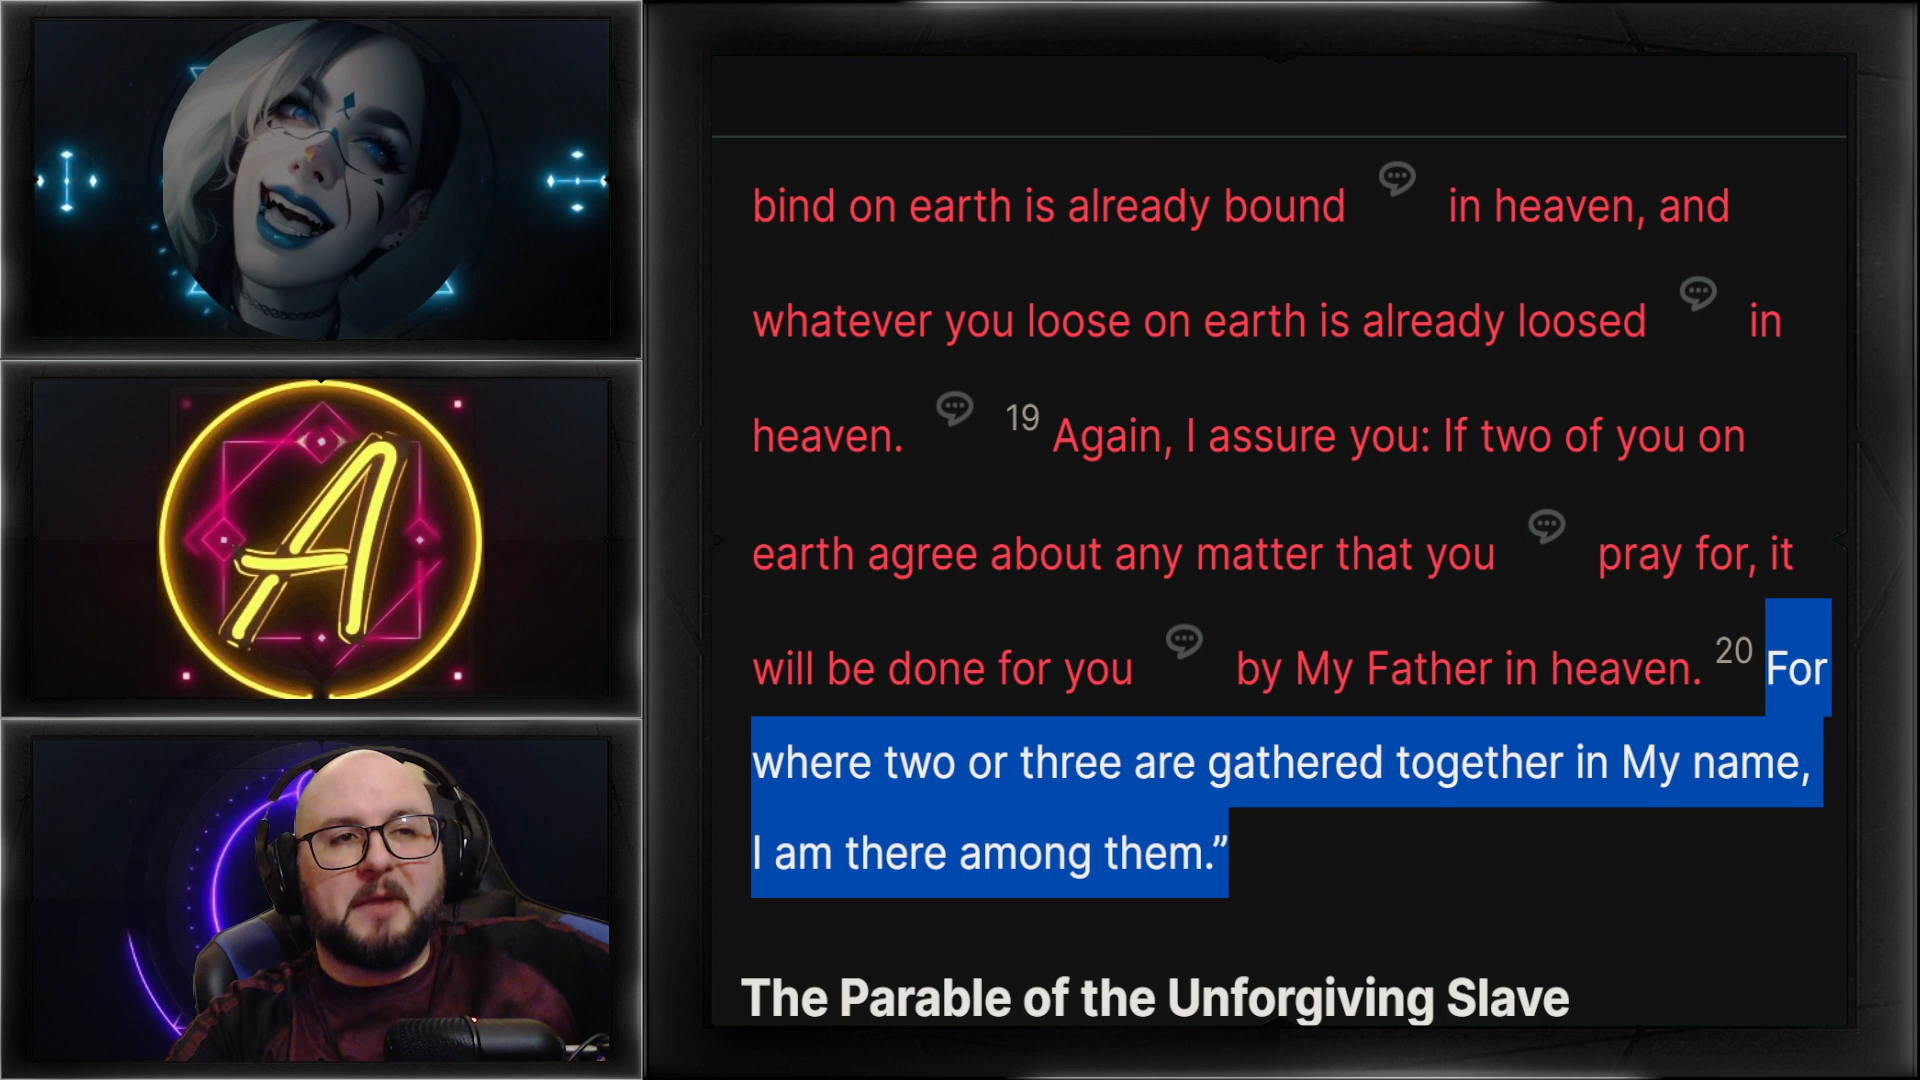 A
bind on earth is already bound in heaven, and
whatever you loose on earth is already loosed in
heaven. 19 Again, I assure you: If two of you on
earth agree about any matter that you pray for, it
will be done for you by My Father in heaven. 20 For
where two or three are gathered together in My name,
I am there among them.”
The Parable of the Unforgiving Slave